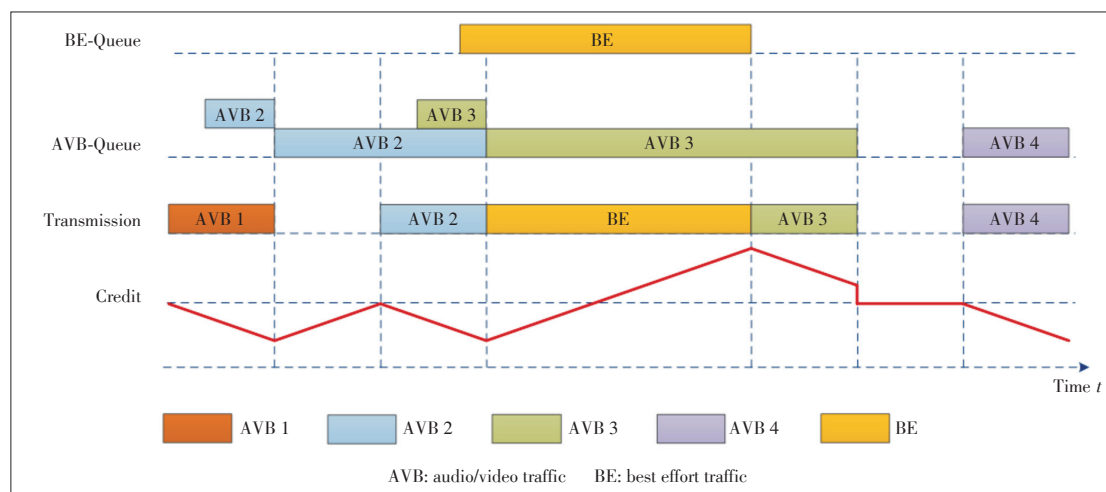 BE-Queue BE
AVB 2 AVB 3
AVB-Queue AVB 2 AVB 3 AVB 4
Transmission AVB 1 AVB 2 BE AVB 3 AVB 4
Credit
Time t
AVB 1 AVB 2 AVB 3 AVB 4 BE
AVB: audio/video traffic BE: best effort traffic